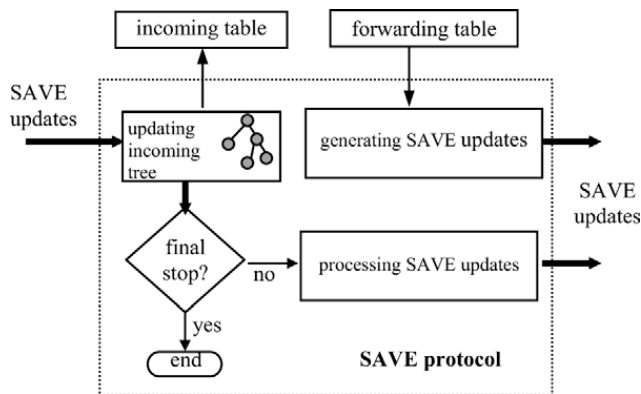 incoming table
forwarding table
SAVE
updates
updating
incoming
tree
generating SAVE updates
SAVE
updates
final
stop?
no
processing SAVE updates
yes
end
SAVE protocol